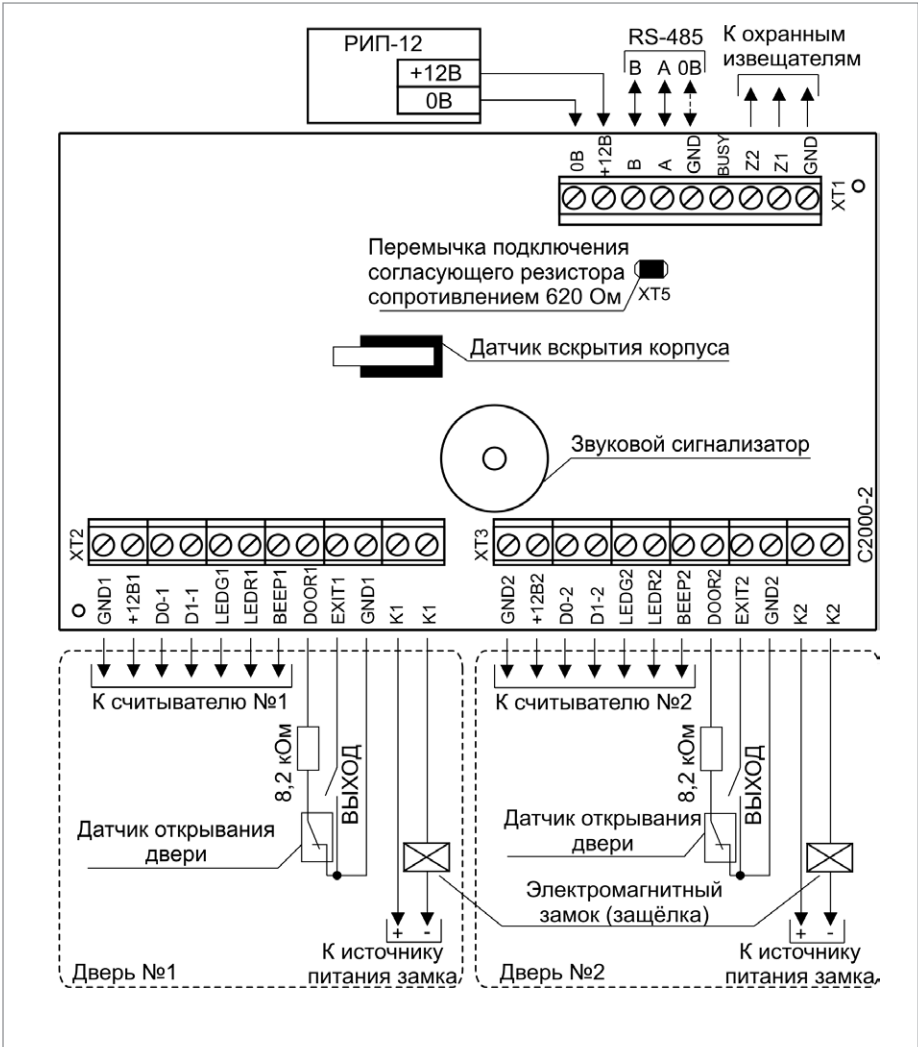 РИП-12
+12В
0В
RS-485
В А 0В
К охранным
извещателям
0В
+12В
В
А
GND
BUSY
Z2
Z1
GND
XT1
Перемычка подключения
согласующего резистора
сопротивлением 620 Ом
XT5
Датчик вскрытия корпуса
Звуковой сигнализатор
C2000-2
XT2
GND1
+12В1
D0-1
D1-1
LEDG1
LEDR1
BEEP1
DOOR1
EXIT1
GND1
K1
K1
XT3
GND2
+12В2
D0-2
D1-2
LEDG2
LEDR2
BEEP2
DOOR2
EXIT2
GND2
K2
K2
К считывателю №1
8,2 кОм
ВЫХОД
Датчик открывания
двери
+ -
К источнику
питания замка
Дверь №1
К считывателю №2
8,2 кОм
ВЫХОД
Датчик открывания
двери
Электромагнитный
замок (защёлка)
+ -
К источнику
питания замка
Дверь №2